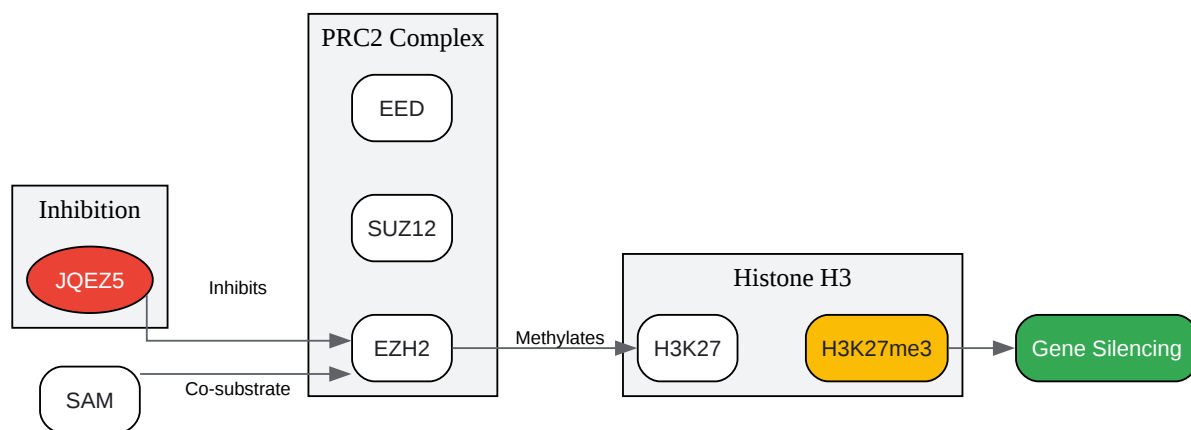 PRC2 Complex
EED
SUZ12
Inhibition
JQEZ5
Inhibits
EZH2
SAM
Co-substrate
Methylates
Histone H3
H3K27
H3K27me3
Gene Silencing